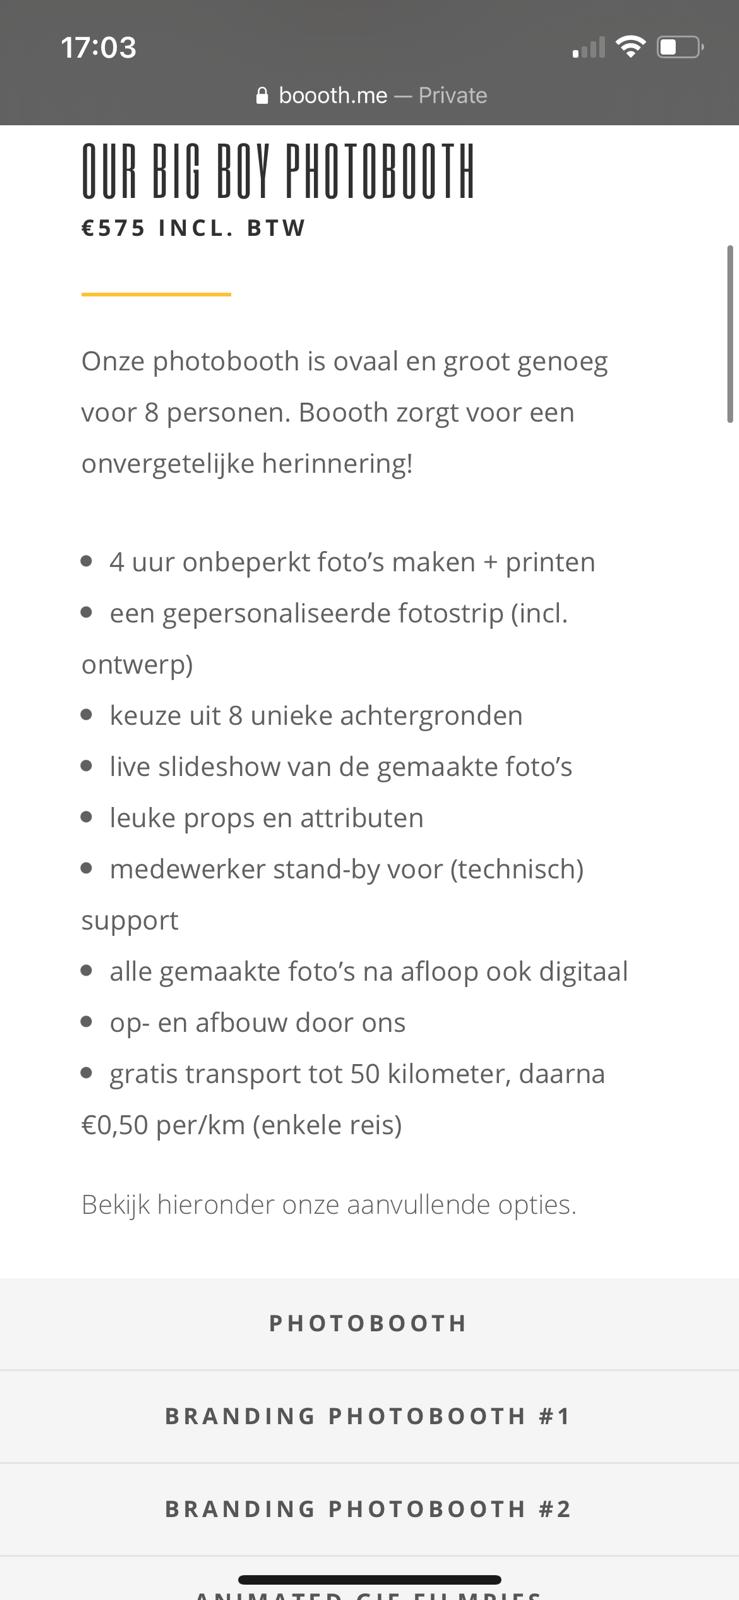 17:03
boooth.me — Private
OUR BIG BOY PHOTOBOOTH
€575 INCL. BTW
Onze photobooth is ovaal en groot genoeg
voor 8 personen. Boooth zorgt voor een
onvergetelijke herinnering!
• 4 uur onbeperkt foto’s maken + printen
• een gepersonaliseerde fotostrip (incl.
ontwerp)
• keuze uit 8 unieke achtergronden
• live slideshow van de gemaakte foto’s
• leuke props en attributen
• medewerker stand-by voor (technisch)
support
• alle gemaakte foto’s na afloop ook digitaal
• op- en afbouw door ons
• gratis transport tot 50 kilometer, daarna
€0,50 per/km (enkele reis)
Bekijk hieronder onze aanvullende opties.
PHOTOBOOTH
BRANDING PHOTOBOOTH #1
BRANDING PHOTOBOOTH #2
ANIMATED GIF FILMPJES